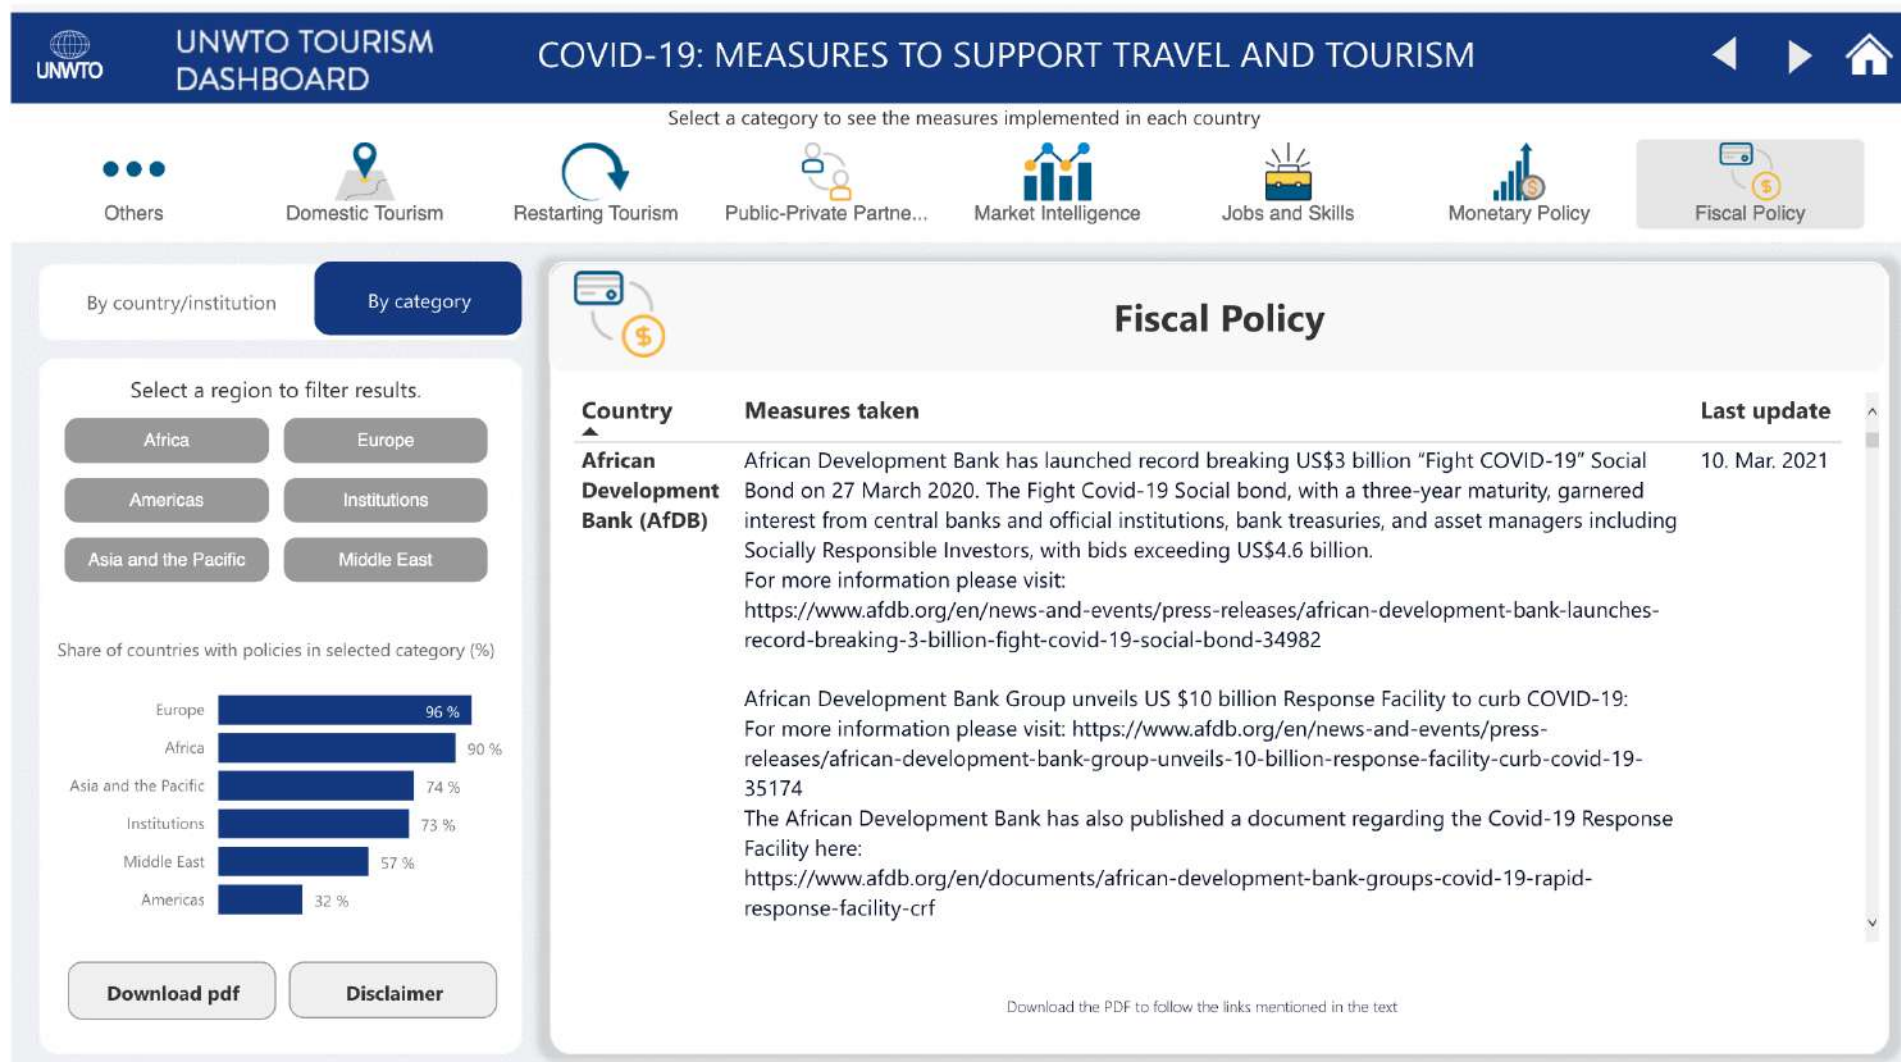 UNWTO
UNWTO TOURISM
DASHBOARD
COVID-19: MEASURES TO SUPPORT TRAVEL AND TOURISM
Select a category to see the measures implemented in each country
Others
Domestic Tourism
Restarting Tourism
Public-Private Partne...
Market Intelligence
Jobs and Skills
Monetary Policy
Fiscal Policy
By country/institution
By category
Select a region to filter results.
Africa
Europe
Americas
Institutions
Asia and the Pacific
Middle East
Share of countries with policies in selected category (%)
Europe 96 %
Africa 90 %
Asia and the Pacific 74 %
Institutions 73 %
Middle East 57 %
Americas 32 %
Download pdf
Disclaimer
$
Fiscal Policy
Country
Measures taken
Last update
African
Development
Bank (AfDB)
African Development Bank has launched record breaking US$3 billion “Fight COVID-19” Social
Bond on 27 March 2020. The Fight Covid-19 Social bond, with a three-year maturity, garnered
interest from central banks and official institutions, bank treasuries, and asset managers including
Socially Responsible Investors, with bids exceeding US$4.6 billion.
For more information please visit:
https://www.afdb.org/en/news-and-events/press-releases/african-development-bank-launches-
record-breaking-3-billion-fight-covid-19-social-bond-34982
African Development Bank Group unveils US $10 billion Response Facility to curb COVID-19:
For more information please visit: https://www.afdb.org/en/news-and-events/press-
releases/african-development-bank-group-unveils-10-billion-response-facility-curb-covid-19-
35174
The African Development Bank has also published a document regarding the Covid-19 Response
Facility here:
https://www.afdb.org/en/documents/african-development-bank-groups-covid-19-rapid-
response-facility-crf
10. Mar. 2021
Download the PDF to follow the links mentioned in the text